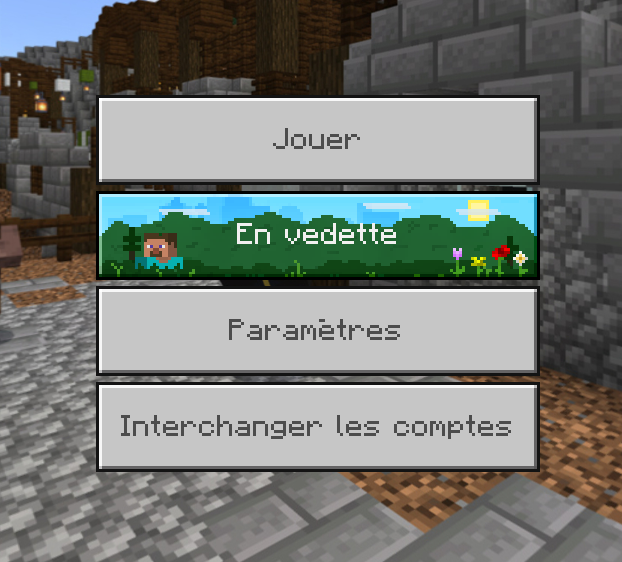 Jouer
En vedette
Paramètres
Interchanger les comptes